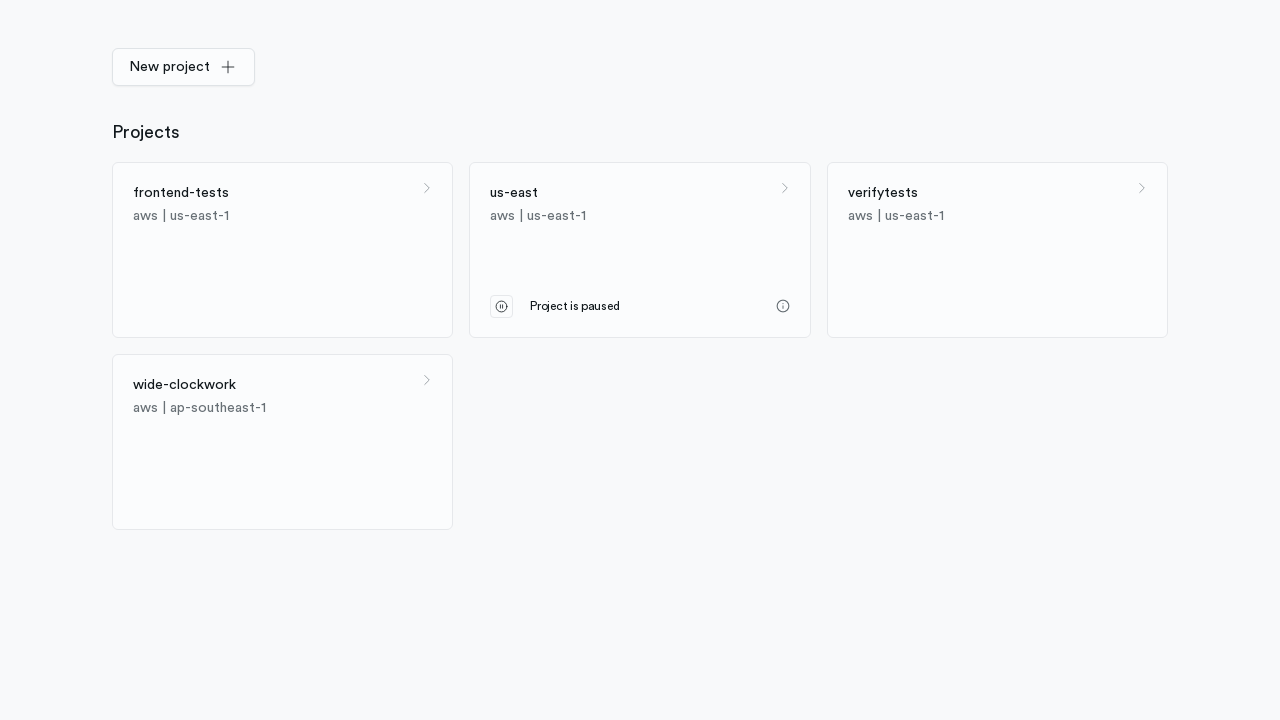 New project
Projects
frontend-tests
aws | us-east-1
us-east
aws | us-east-1
Project is paused
verifytests
aws | us-east-1
wide-clockwork
aws | ap-southeast-1